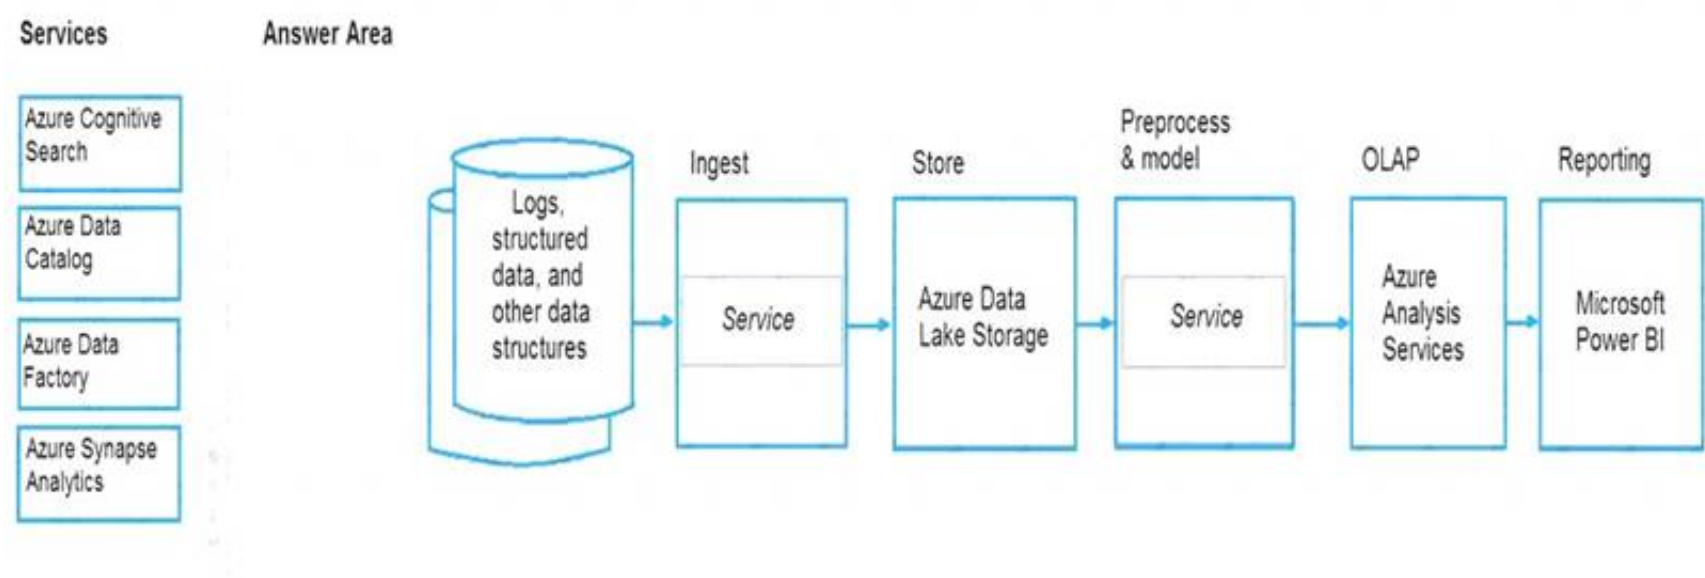 Services
Answer Area
Azure Cognitive
Search
Azure Data
Catalog
Azure Data
Factory
Azure Synapse
Analytics
Logs,
structured
data, and
other data
structures
Ingest
Service
Store
Azure Data
Lake Storage
Preprocess
& model
Service
OLAP
Azure
Analysis
Services
Reporting
Microsoft
Power BI